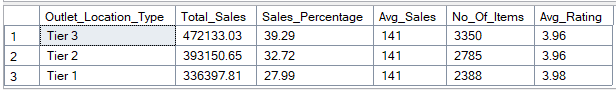 Outlet_Location_Type Total_Sales Sales_Percentage Avg_Sales No_Of_Items Avg_Rating
1 Tier 3 472133.03 39.29 141 3350 3.96
2 Tier 2 393150.65 32.72 141 2785 3.96
3 Tier 1 336397.81 27.99 141 2388 3.98